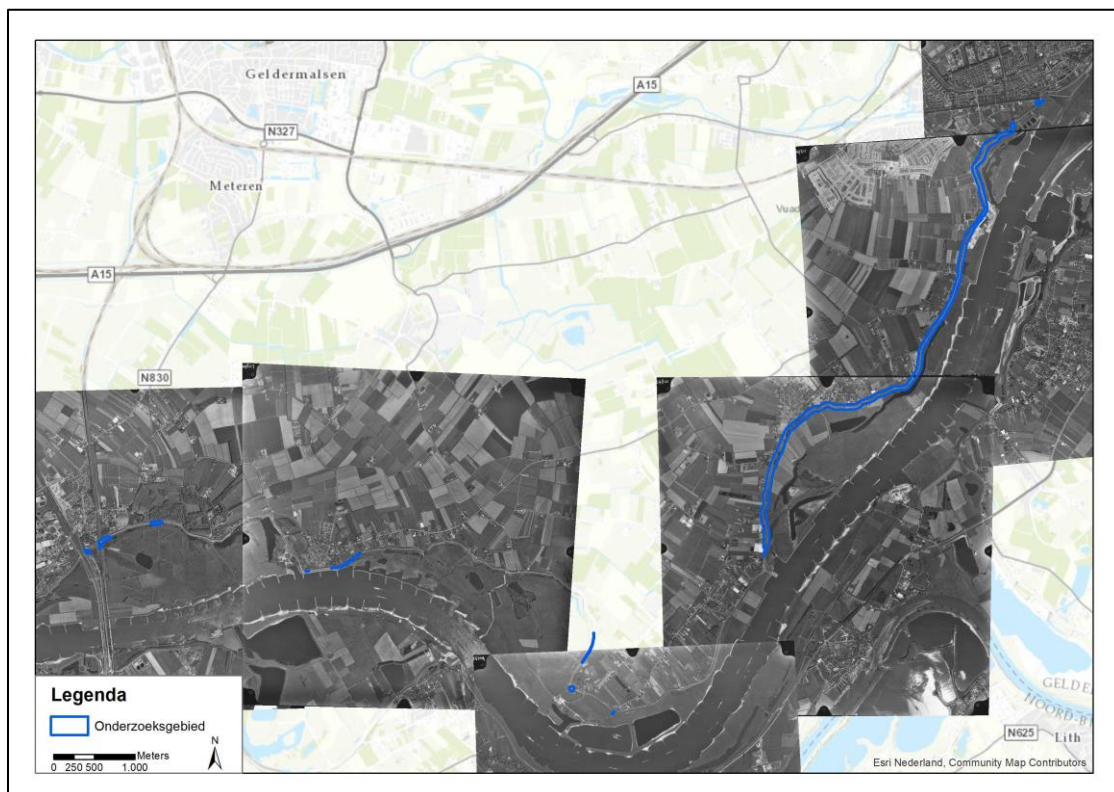 Geldermalsen
A15
N327
Meteren
Vuad
A15
N830
Legenda
Onderzoeksgebied
Meters
0 250 500 1.000
N
GELDE
NOORD-B
N625
Lith
Esri Nederland, Community Map Contributors